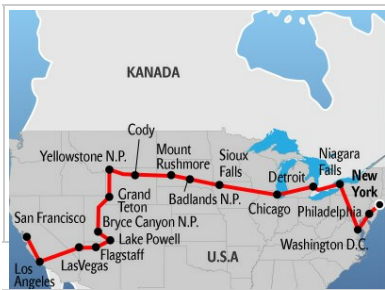 KANADA
Cody
Mount
Rushmore
Sioux
Falls
Niagara
Falls
Yellowstone N.P.
Detroit
New
York
Grand
Teton
Badlands N.P.
Chicago
Philadelphia
San Francisco
Bryce Canyon N.P.
Lake Powell
Washington D.C.
Los
Angeles
LasVegas
Flagstaff
U.S.A